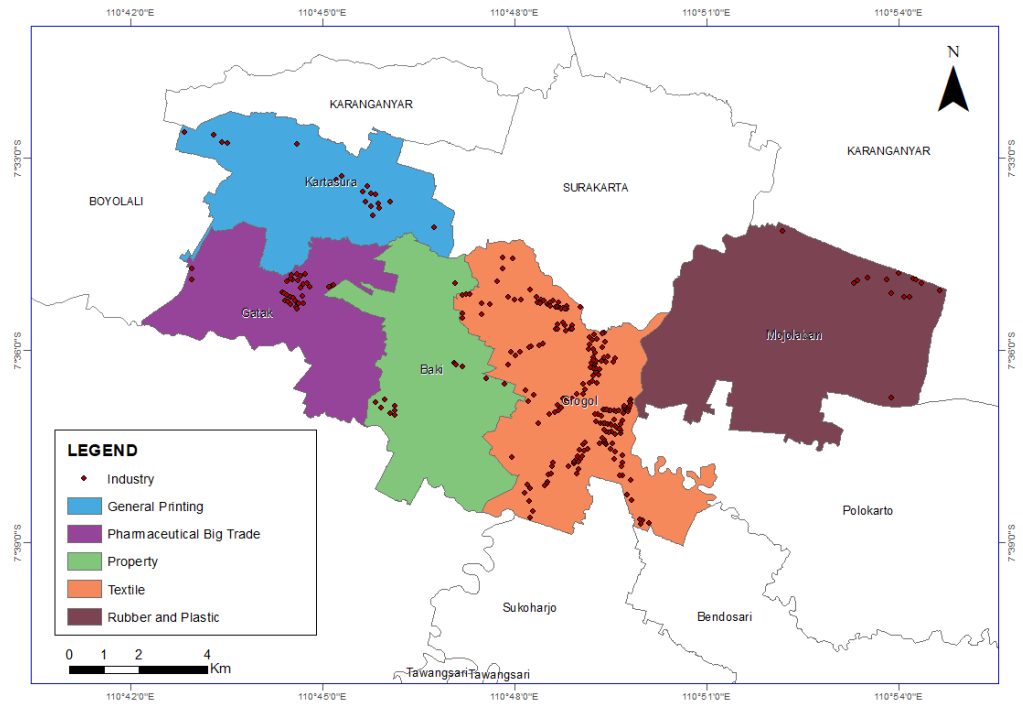 110°42'0"E 110°45'0"E 110°48'0"E 110°51'0"E 110°54'0"E
N
KARANGANYAR
KARANGANYAR
7°33'0"S 7°33'0"S
Kartasura
SURAKARTA
BOYOLALI
Gatak
Mojolaban
7°36'0"S 7°36'0"S
Baki
Grogol
LEGEND
Industry
General Printing
Pharmaceutical Big Trade
Property
Textile
Rubber and Plastic
Polokarto
7°39'0"S 7°39'0"S
Sukoharjo
Bendosari
0 1 2 4
Km
Tawangsari Tawangsari
110°42'0"E 110°45'0"E 110°48'0"E 110°51'0"E 110°54'0"E